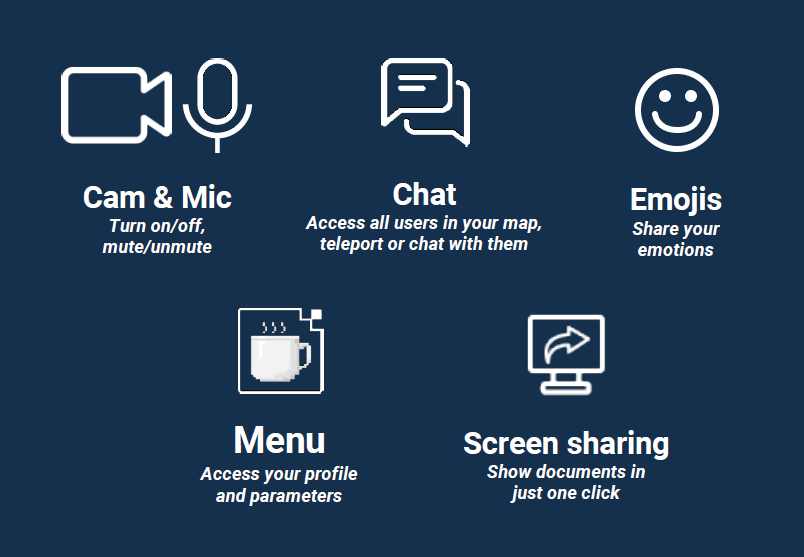 Cam & Mic
Turn on/off,
mute/unmute
Chat
Access all users in your map,
teleport or chat with them
Emojis
Share your
emotions
Menu
Access your profile
and parameters
Screen sharing
Show documents in
just one click